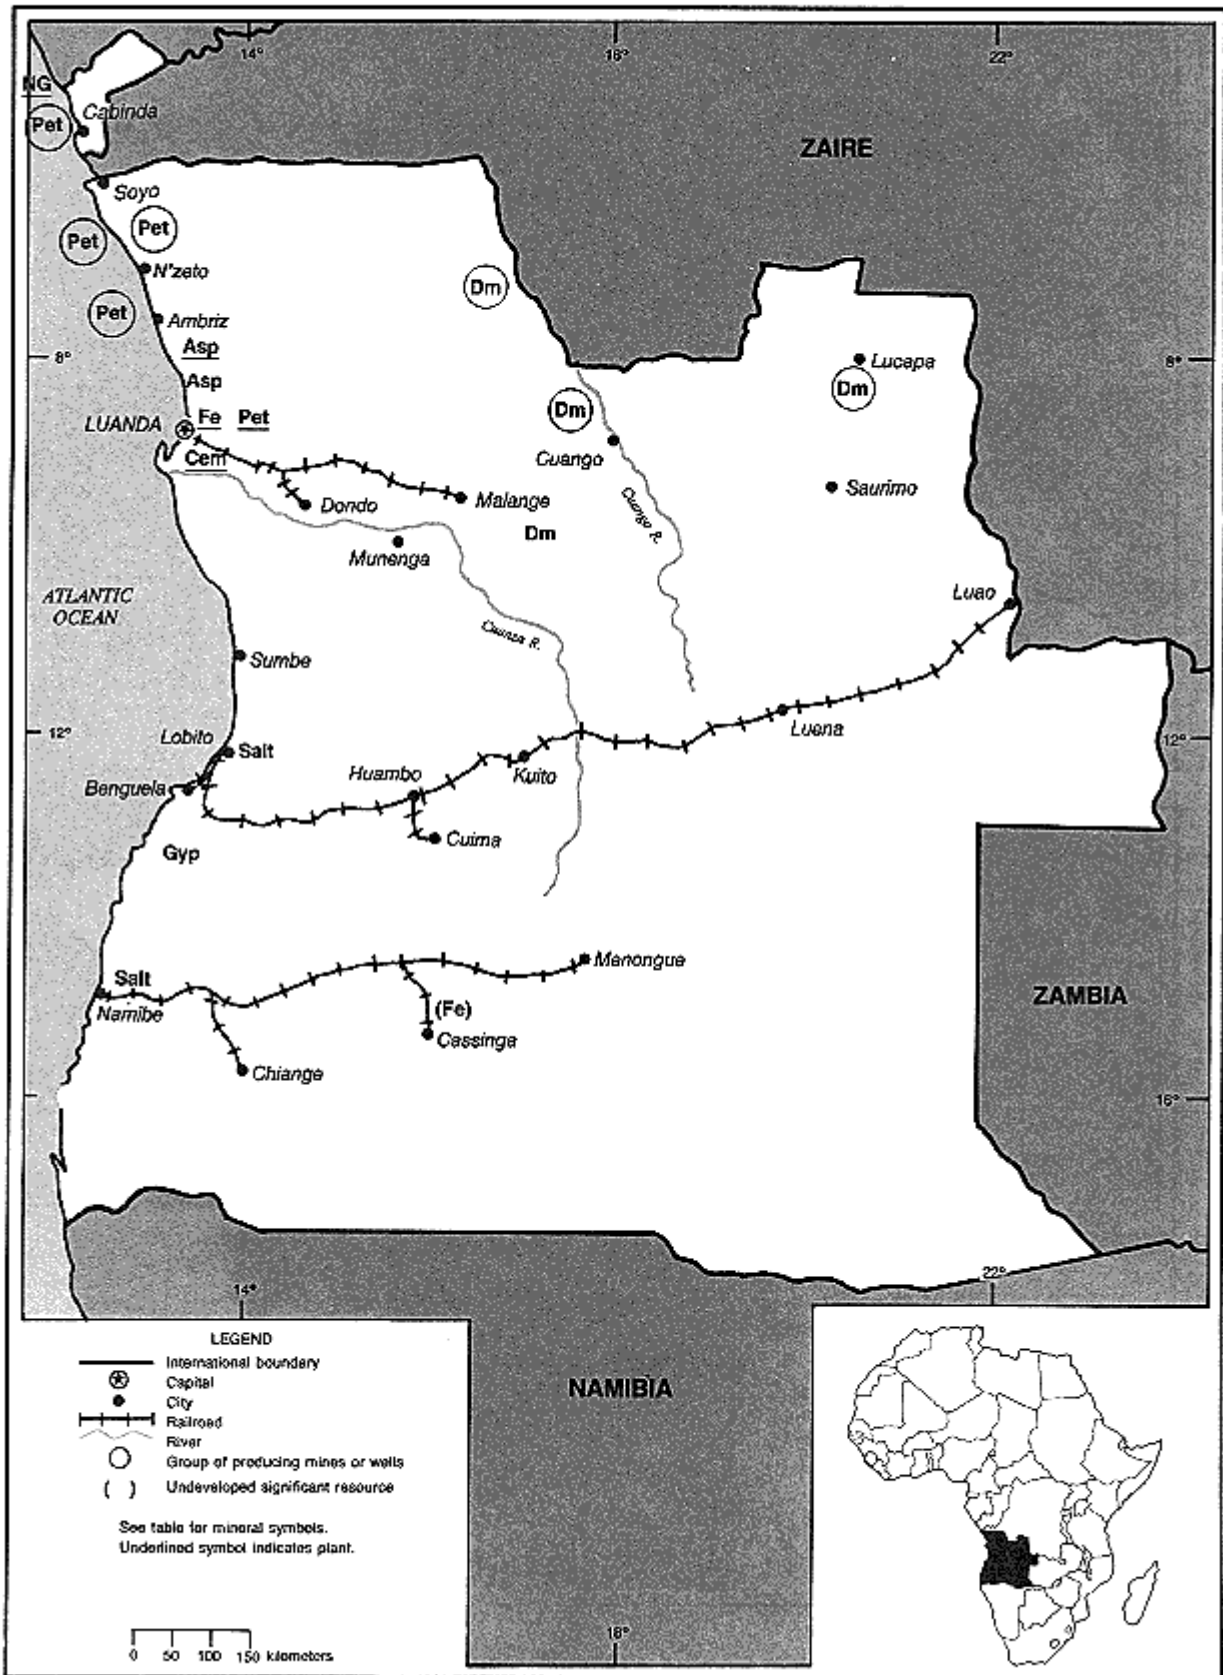 14°
18°
22°
NG
Cabinda
Pet
ZAIRE
Soyo
Pet
Pet
N'zeto
Dm
Pet
Ambriz
Asp
8°
Lucapa
8°
Asp
Dm
Dm
Fe Pet
LUANDA
Cem
Cuango
Saurimo
Malange
Dondo
Cuango R.
Dm
Munenga
ATLANTIC
OCEAN
Luao
Cuanza R.
Sumbe
12°
Lobito
Salt
Luena
12°
Huambo
Kuito
Benguela
Cuima
Gyp
Menongue
Salt
ZAMBIA
Namibe
(Fe)
Cassinga
Chiange
16°
22°
14°
LEGEND
International boundary
Capital
City
Railroad
River
Group of producing mines or wells
( ) Undeveloped significant resource
See table for mineral symbols.
Underlined symbol indicates plant.
NAMIBIA
0 50 100 150 kilometers
18°